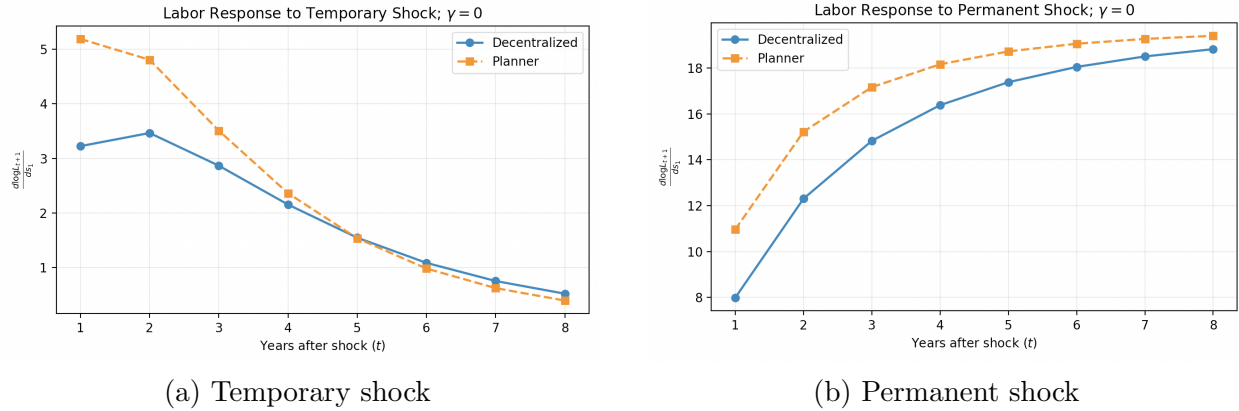 Labor Response to Temporary Shock; γ = 0
Decentralized
Planner
5
4
3
2
1
dlogL_{t+1}
ds_1
1 2 3 4 5 6 7 8
Years after shock (t)
(a) Temporary shock
Labor Response to Permanent Shock; γ = 0
Decentralized
Planner
18
16
14
12
10
8
dlogL_{t+1}
ds_1
1 2 3 4 5 6 7 8
Years after shock (t)
(b) Permanent shock